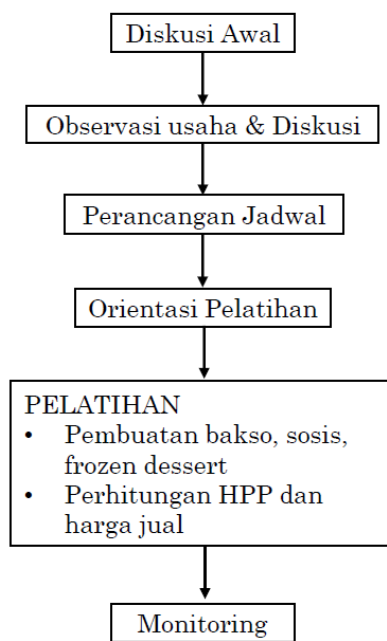 Diskusi Awal
Observasi usaha & Diskusi
Perancangan Jadwal
Orientasi Pelatihan
PELATIHAN
• Pembuatan bakso, sosis,
frozen dessert
• Perhitungan HPP dan
harga jual
Monitoring